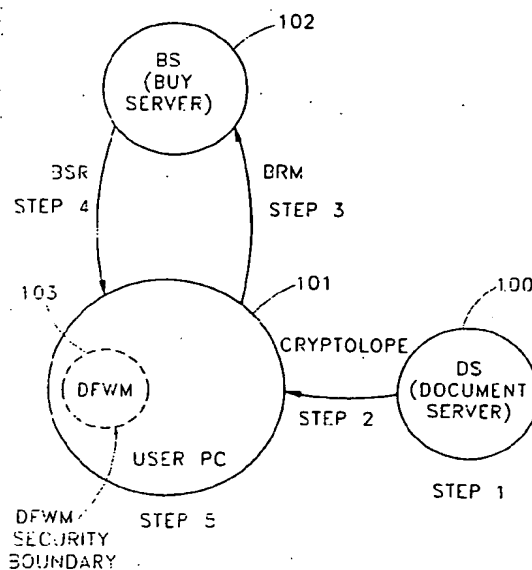 102
BS
(BUY
SERVER)
BSR
STEP 4
BRM
STEP 3
103
101
100
CRYPTOLOPE
DS
(DOCUMENT
SERVER)
DFWM
STEP 2
USER PC
STEP 1
STEP 5
DFWM
SECURITY
BOUNDARY